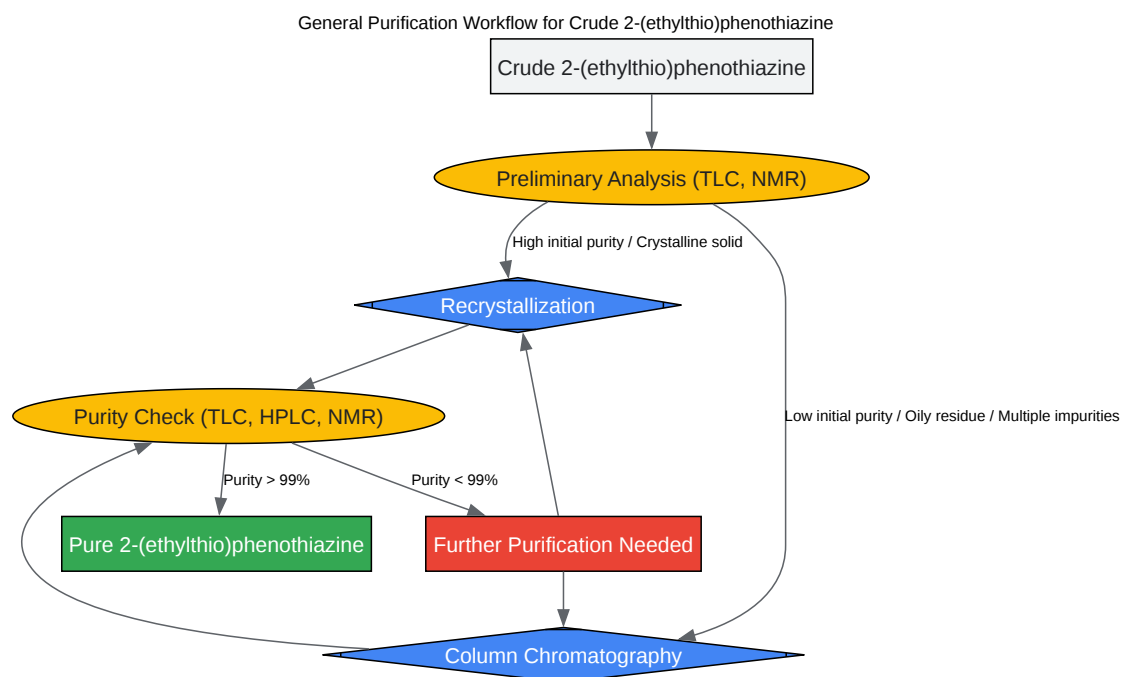 General Purification Workflow for Crude 2-(ethylthio)phenothiazine
Crude 2-(ethylthio)phenothiazine
Preliminary Analysis (TLC, NMR)
High initial purity / Crystalline solid
Recrystallization
Purity Check (TLC, HPLC, NMR)
Low initial purity / Oily residue / Multiple impurities
Purity > 99%
Purity < 99%
Pure 2-(ethylthio)phenothiazine
Further Purification Needed
Column Chromatography